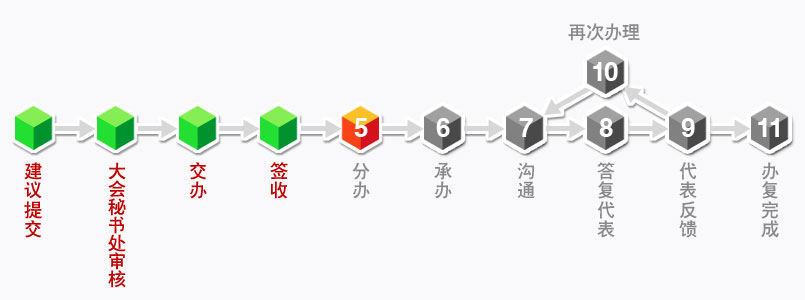 再次办理
10
5
6
7
8
9
11
建议提交
大会秘书处审核
交办
签收
分办
承办
沟通
答复代表
代表反馈
办复完成